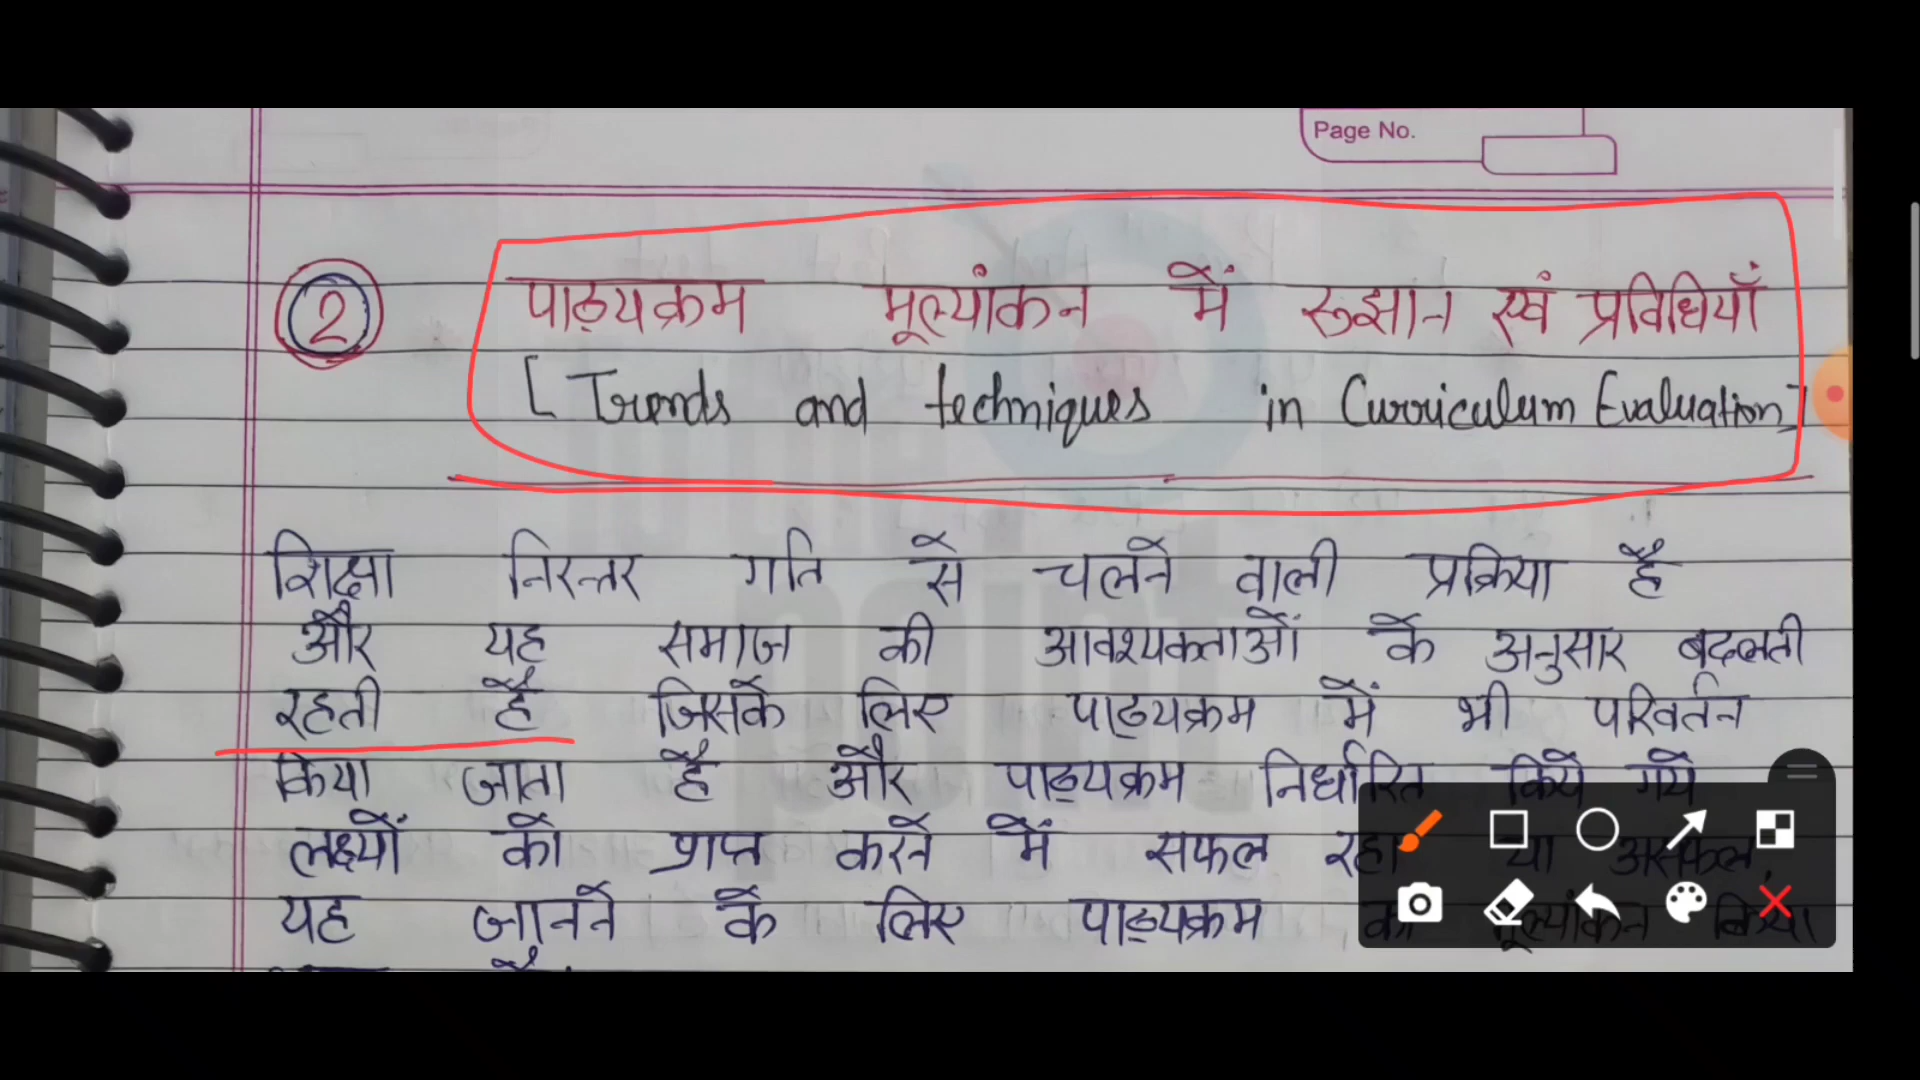 Page No.
2
पाठ्यक्रम मूल्यांकन में रूझान एवं प्रविधियाँ
[Trends and techniques in Curriculum Evaluation]
शिक्षा निरन्तर गति से चलने वाली प्रक्रिया है
और यह समाज की आवश्यकताओं के अनुसार बदलती
रहती है जिसके लिए पाठ्यक्रम में भी परिवर्तन
किया जाता है और पाठ्यक्रम निर्धारित किये गये
लक्ष्यों को प्राप्त करने में सफल रहा या असफल,
यह जानने के लिए पाठ्यक्रम का मूल्यांकन किया